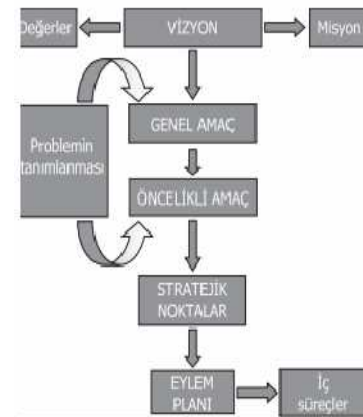 Değerler
VİZYON
Misyon
GENEL AMAÇ
Problemin
tanımlanması
ÖNCELİKLİ AMAÇ
STRATEJİK
NOKTALAR
EYLEM
PLANI
İç
süreçler